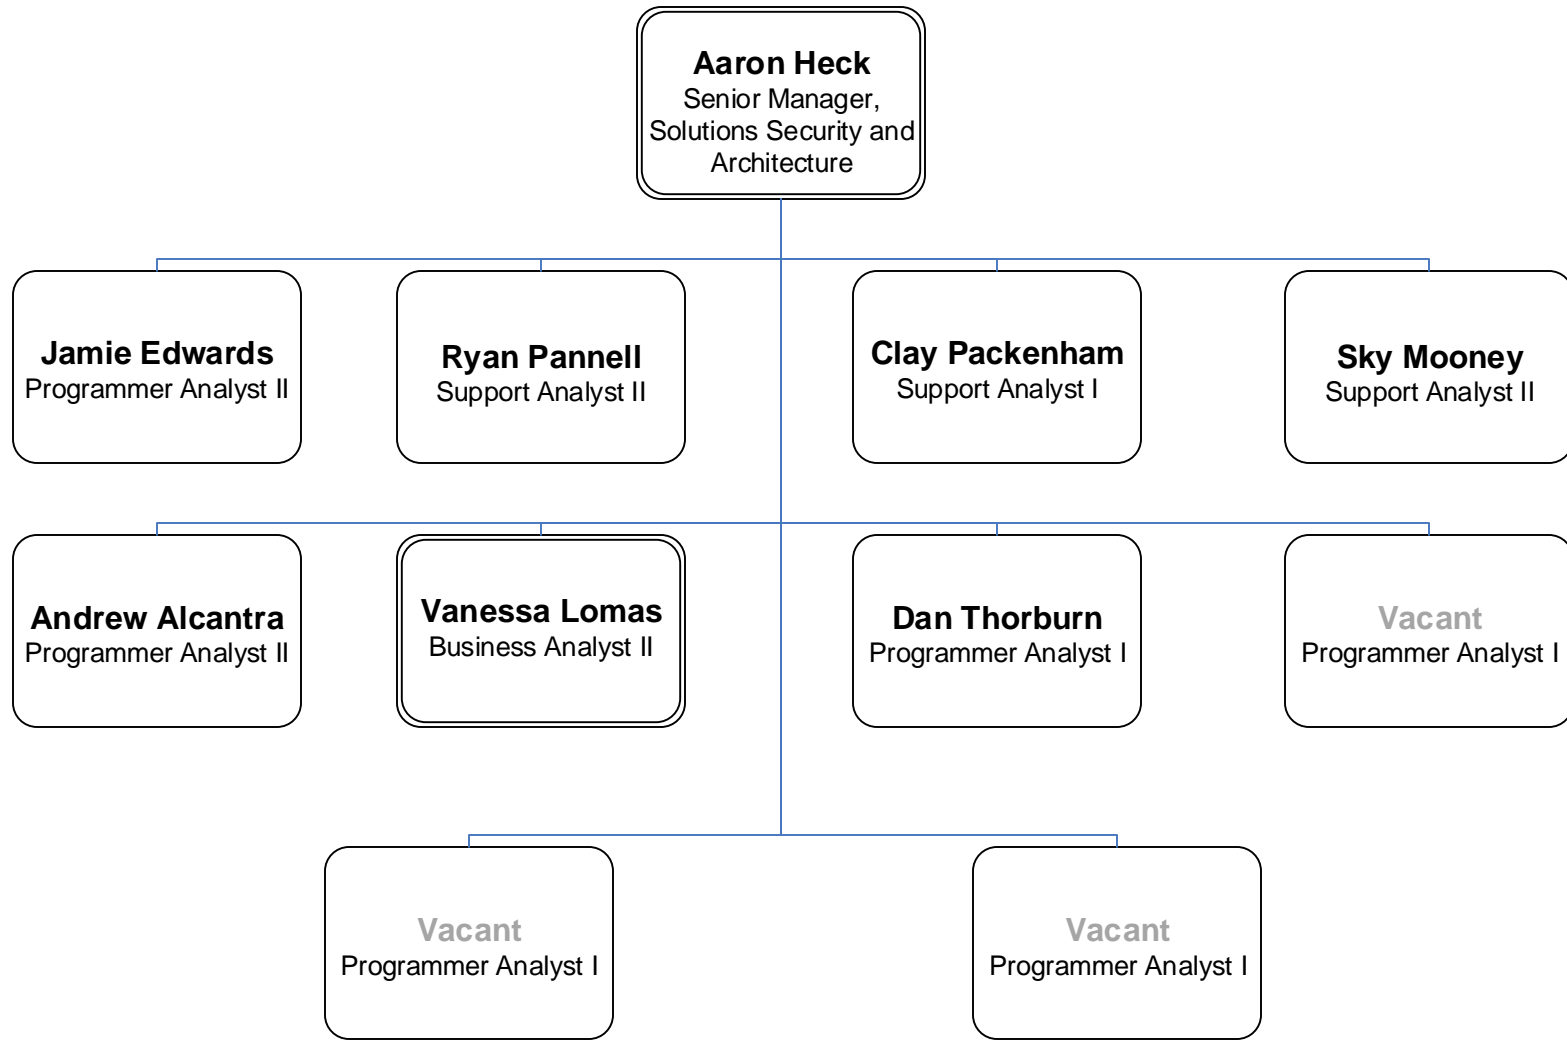 Aaron Heck
Senior Manager,
Solutions Security and
Architecture
Jamie Edwards
Programmer Analyst II
Ryan Pannell
Support Analyst II
Clay Packenham
Support Analyst I
Sky Mooney
Support Analyst II
Andrew Alcantra
Programmer Analyst II
Vanessa Lomas
Business Analyst II
Dan Thorburn
Programmer Analyst I
Vacant
Programmer Analyst I
Vacant
Programmer Analyst I
Vacant
Programmer Analyst I